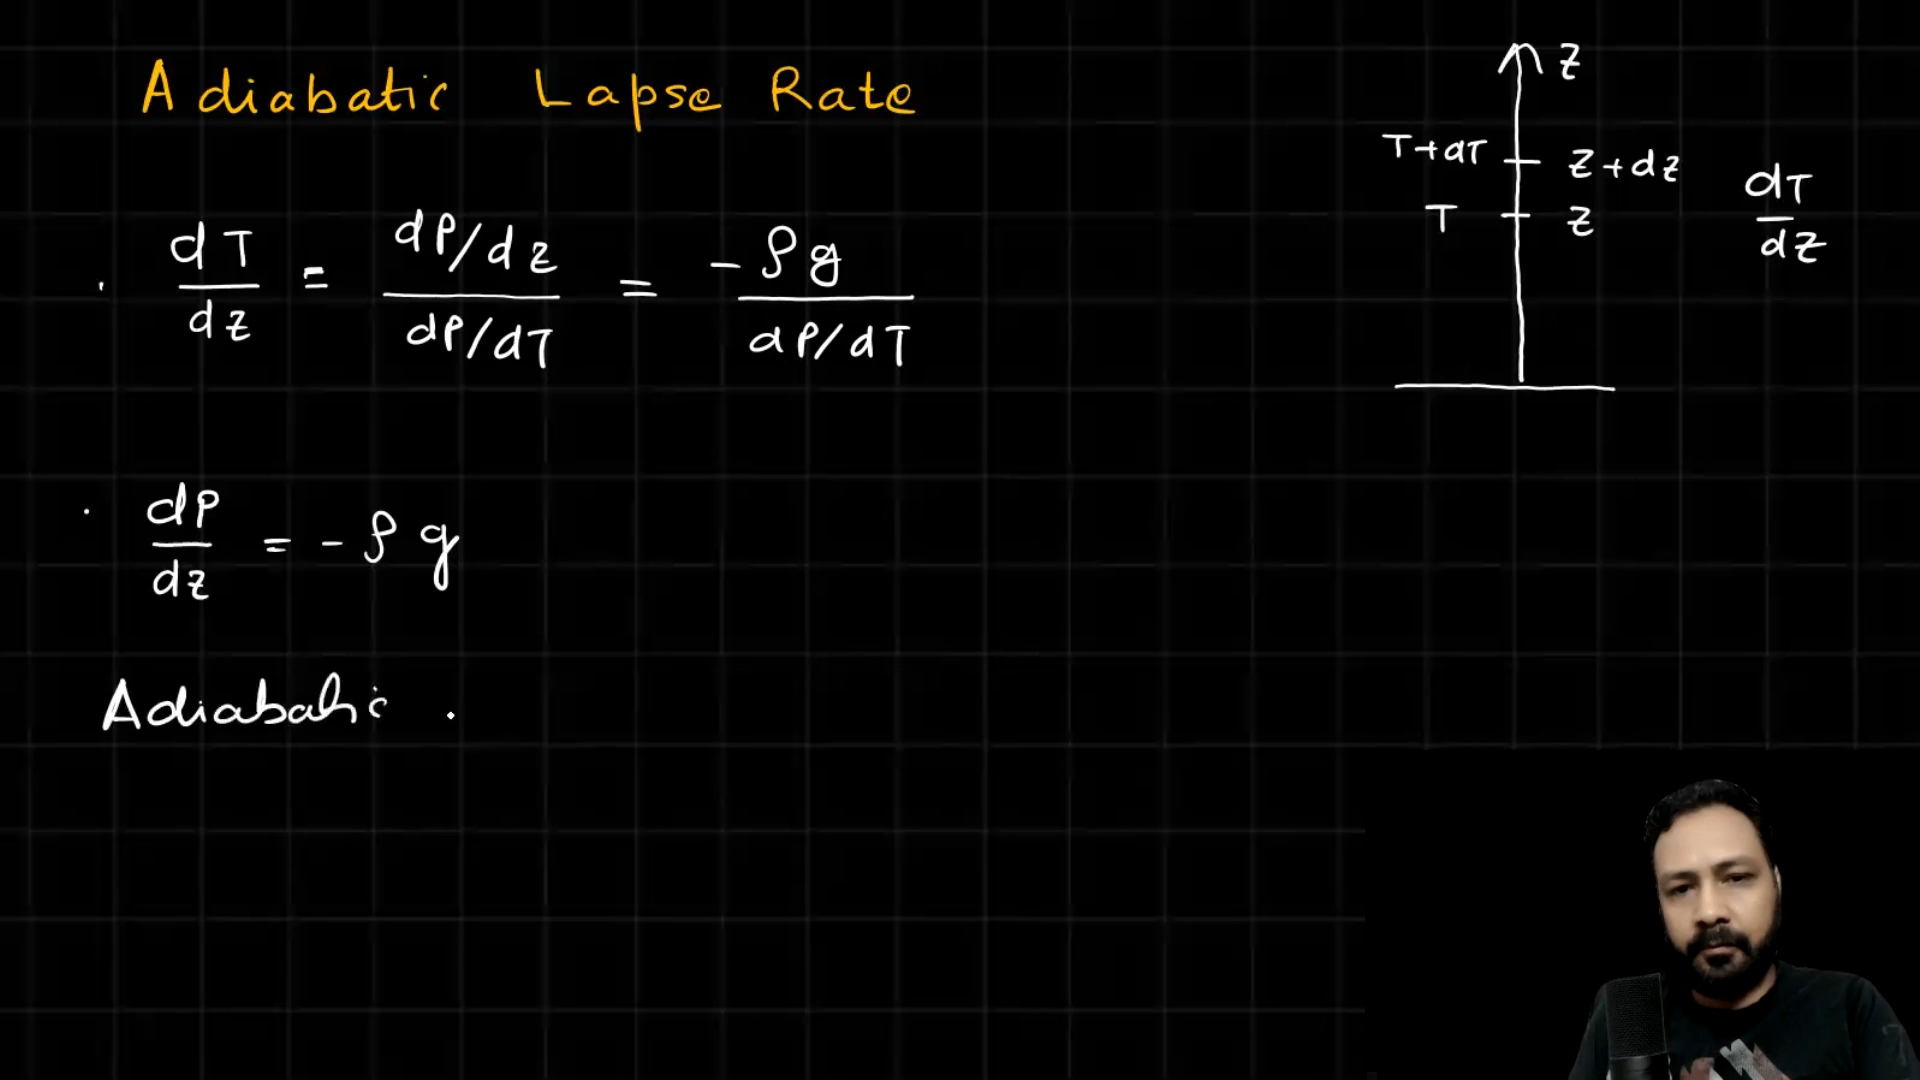 Adiabatic Lapse Rate
z
T+dT z+dz
T z
dT/dz
dT/dz = (dP/dz)/(dP/dT) = -ρg/(dP/dT)
dP/dz = -ρg
Adiabatic